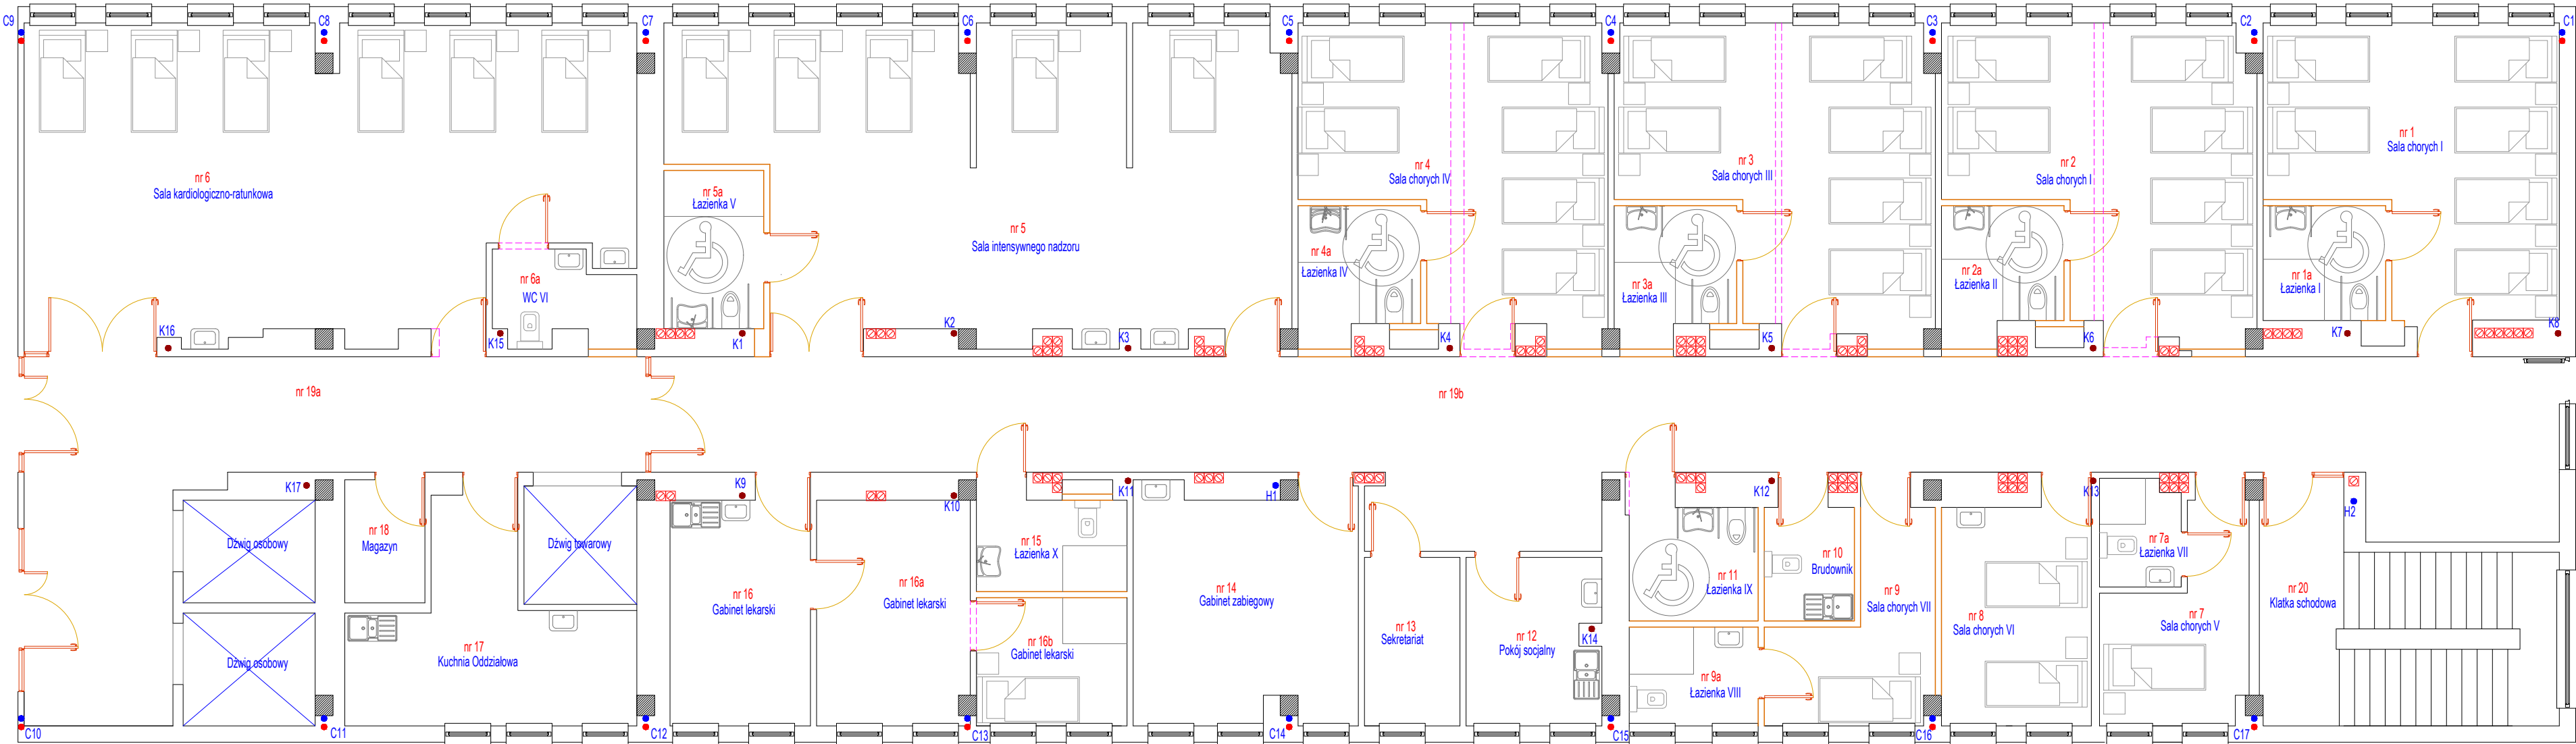 C9
C8
C7
C6
C5
C4
C3
C2
C1
nr 6
Sala kardiologiczno-ratunkowa
nr 5a
Łazienka V
nr 5
Sala intensywnego nadzoru
nr 4
Sala chorych IV
nr 3
Sala chorych III
nr 2
Sala chorych I
nr 1
Sala chorych I
nr 6a
WC VI
nr 4a
Łazienka IV
nr 3a
Łazienka III
nr 2a
Łazienka II
nr 1a
Łazienka I
K16
K15
K1
K2
K3
K4
K5
K6
K7
K8
nr 19a
nr 19b
K17
K9
K10
K11
H1
K12
K13
H2
nr 18
Magazyn
Dźwig osobowy
Dźwig towarowy
nr 16
Gabinet lekarski
nr 16a
Gabinet lekarski
nr 15
Łazienka X
nr 14
Gabinet zabiegowy
nr 13
Sekretariat
nr 12
Pokój socjalny
K14
nr 11
Łazienka IX
nr 10
Brudownik
nr 9
Sala chorych VII
nr 8
Sala chorych VI
nr 7a
Łazienka VII
nr 7
Sala chorych V
nr 20
Klatka schodowa
Dźwig osobowy
nr 17
Kuchnia Oddziałowa
nr 16b
Gabinet lekarski
nr 9a
Łazienka VIII
C10
C11
C12
C13
C14
C15
C16
C17